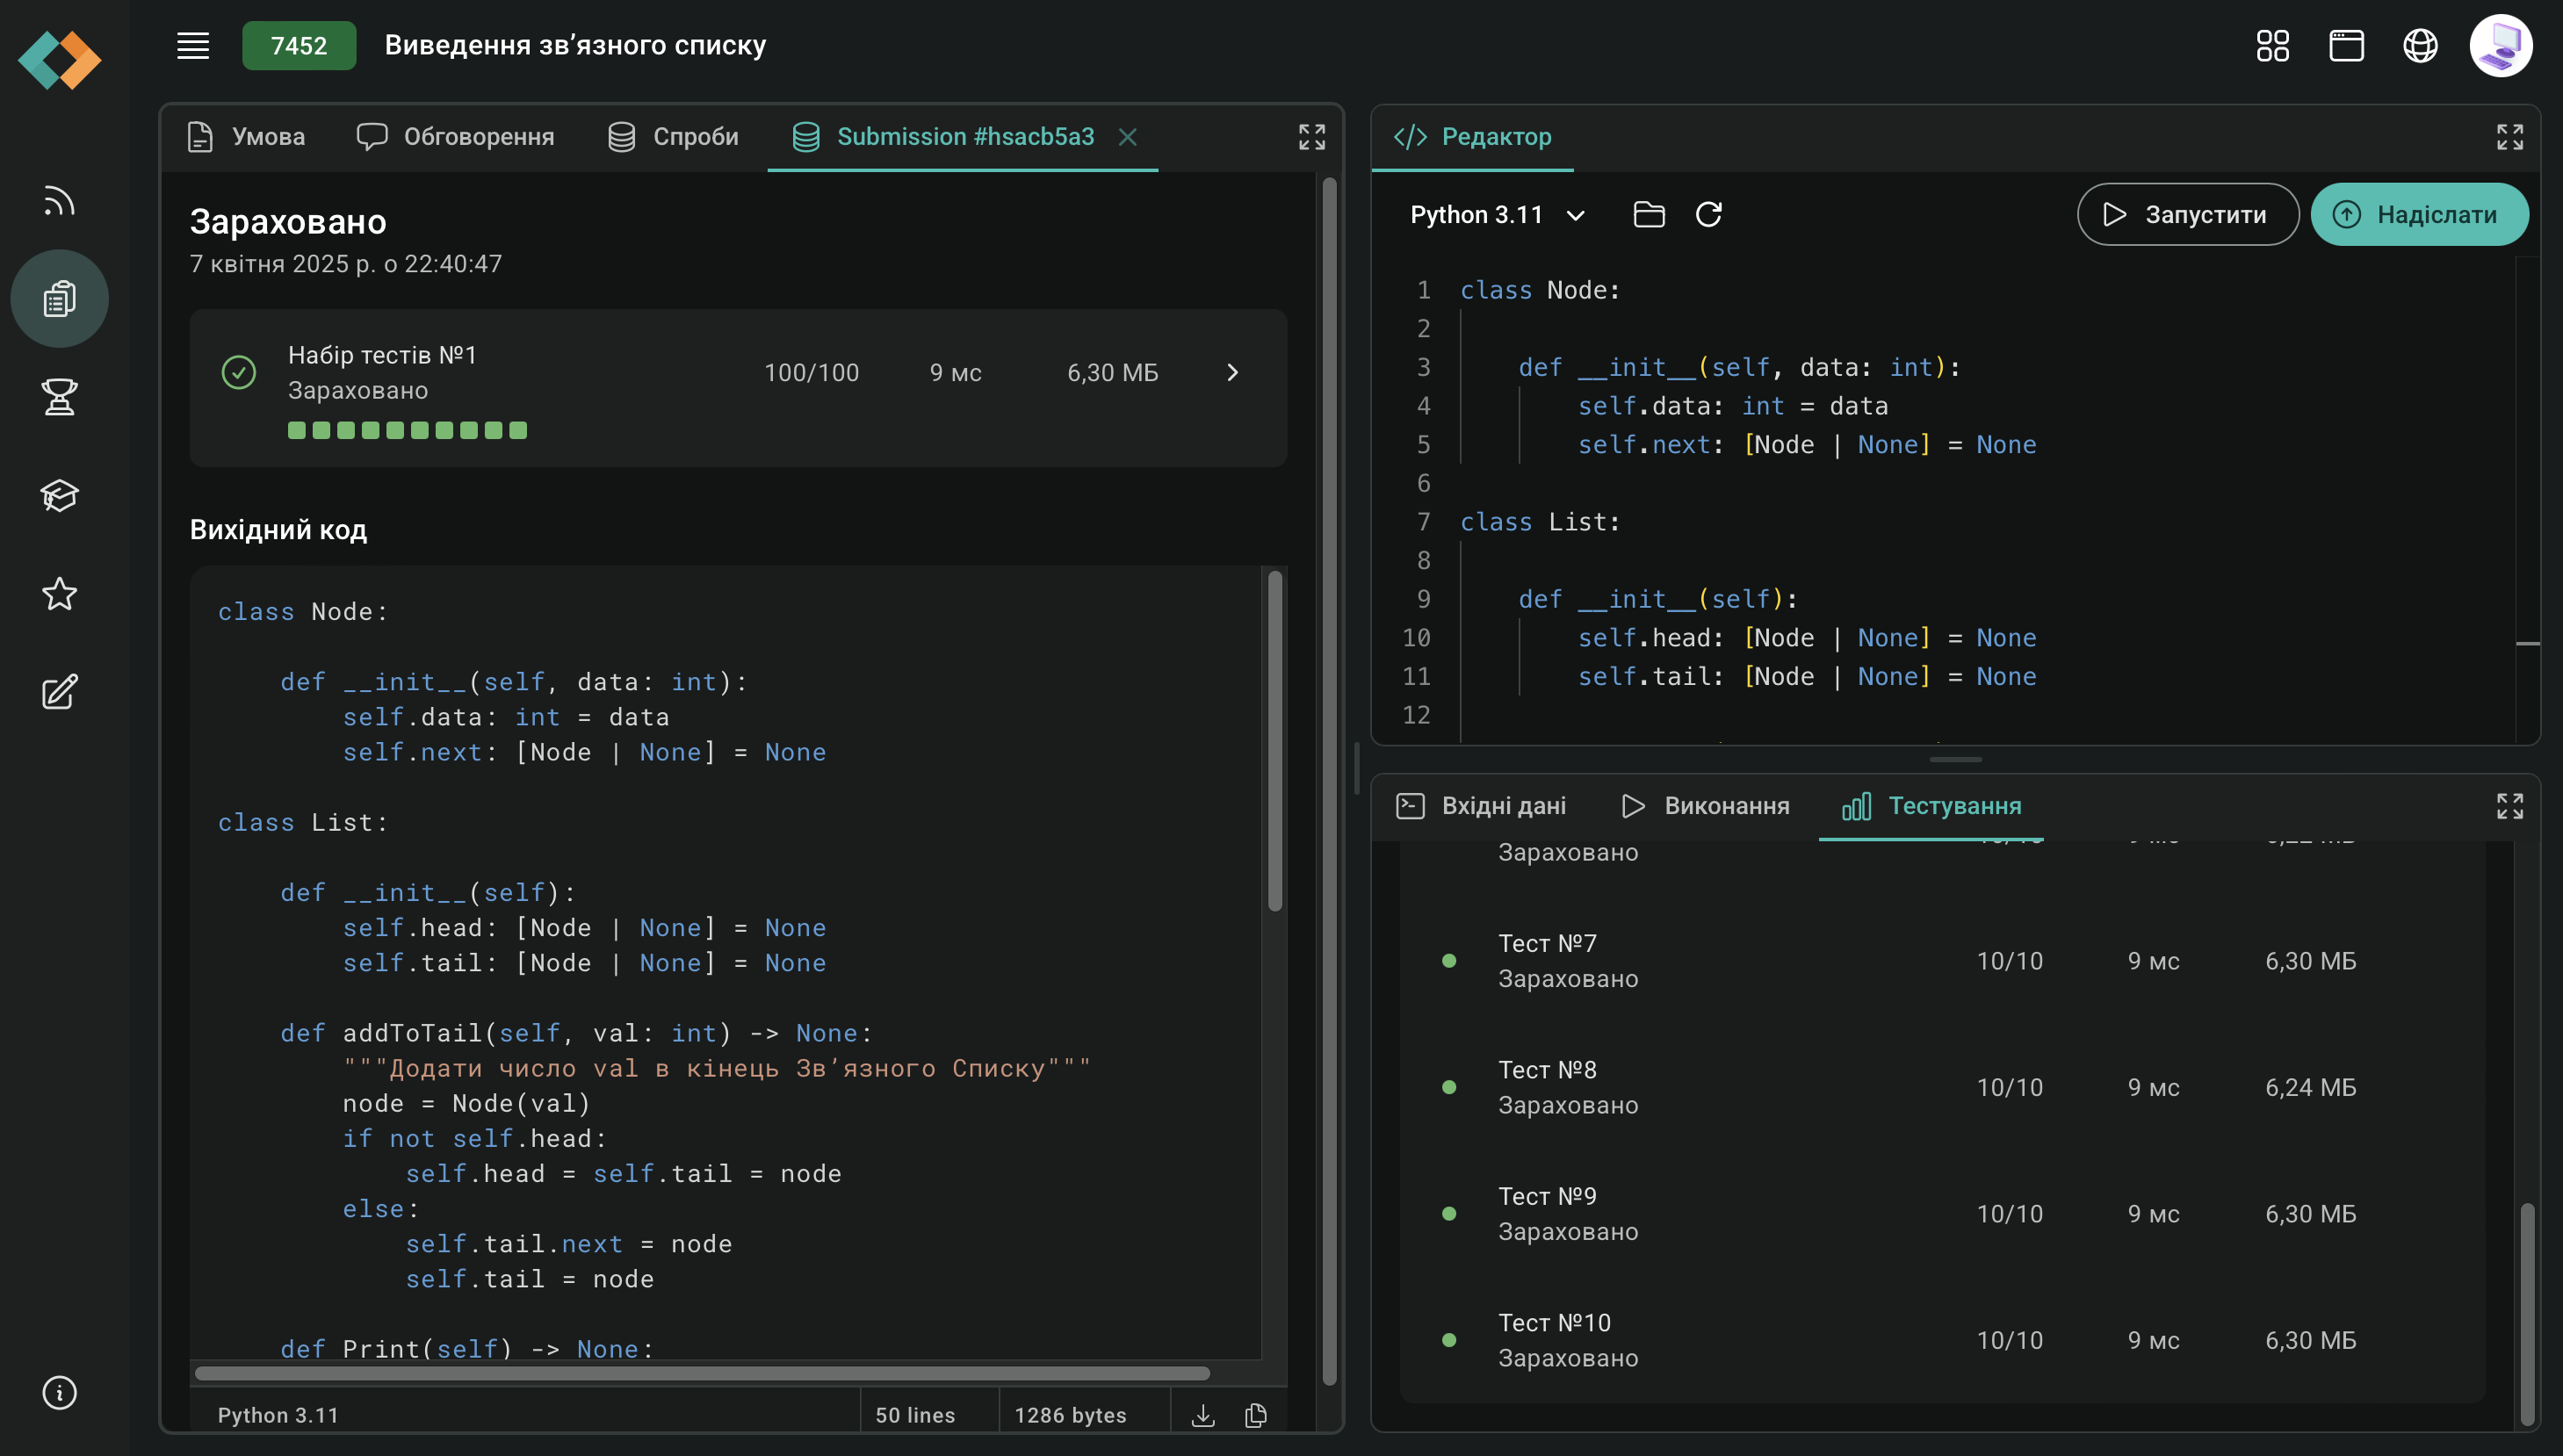 7452 Виведення зв’язного списку
Умова Обговорення Спроби Submission #hsacb5a3
Зараховано
7 квітня 2025 р. о 22:40:47
Набір тестів №1
Зараховано
100/100 9 мс 6,30 МБ
Вихідний код
class Node:
def __init__(self, data: int):
self.data: int = data
self.next: [Node | None] = None
class List:
def __init__(self):
self.head: [Node | None] = None
self.tail: [Node | None] = None
def addToTail(self, val: int) -> None:
"""Додати число val в кінець Зв’язного Списку"""
node = Node(val)
if not self.head:
self.head = self.tail = node
else:
self.tail.next = node
self.tail = node
def Print(self) -> None:
Python 3.11 50 lines 1286 bytes
Редактор
Python 3.11 Запустити Надіслати
1 class Node:
2
3 def __init__(self, data: int):
4 self.data: int = data
5 self.next: [Node | None] = None
6
7 class List:
8
9 def __init__(self):
10 self.head: [Node | None] = None
11 self.tail: [Node | None] = None
12
Вхідні дані Виконання Тестування
Зараховано
Тест №7
Зараховано
10/10 9 мс 6,30 МБ
Тест №8
Зараховано
10/10 9 мс 6,24 МБ
Тест №9
Зараховано
10/10 9 мс 6,30 МБ
Тест №10
Зараховано
10/10 9 мс 6,30 МБ